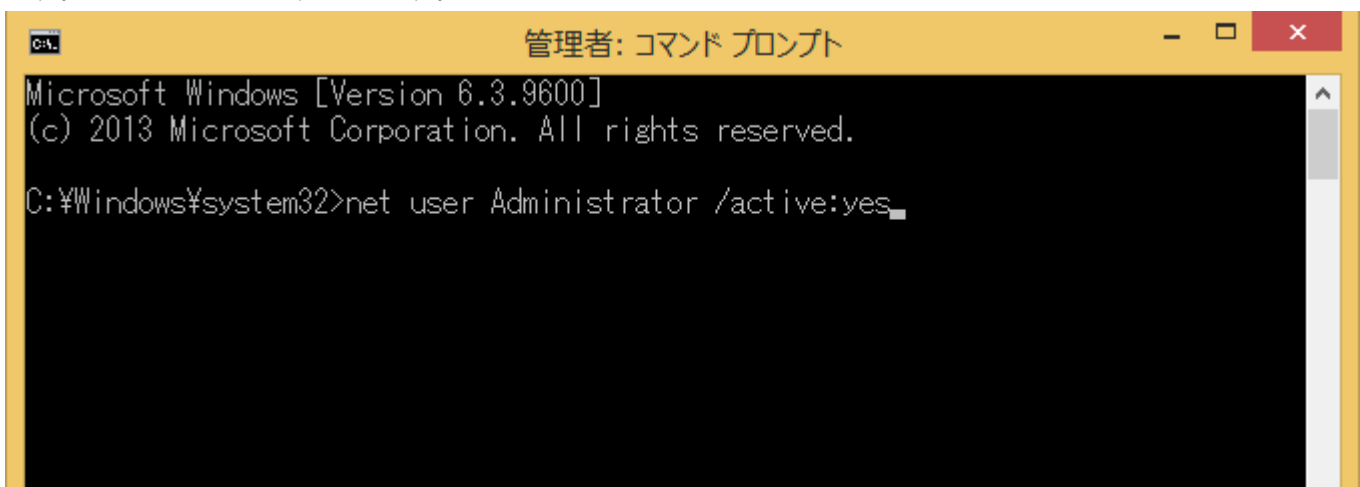 管理者: コマンド プロンプト
Microsoft Windows [Version 6.3.9600]
(c) 2013 Microsoft Corporation. All rights reserved.
C:¥Windows¥system32>net user Administrator /active:yes